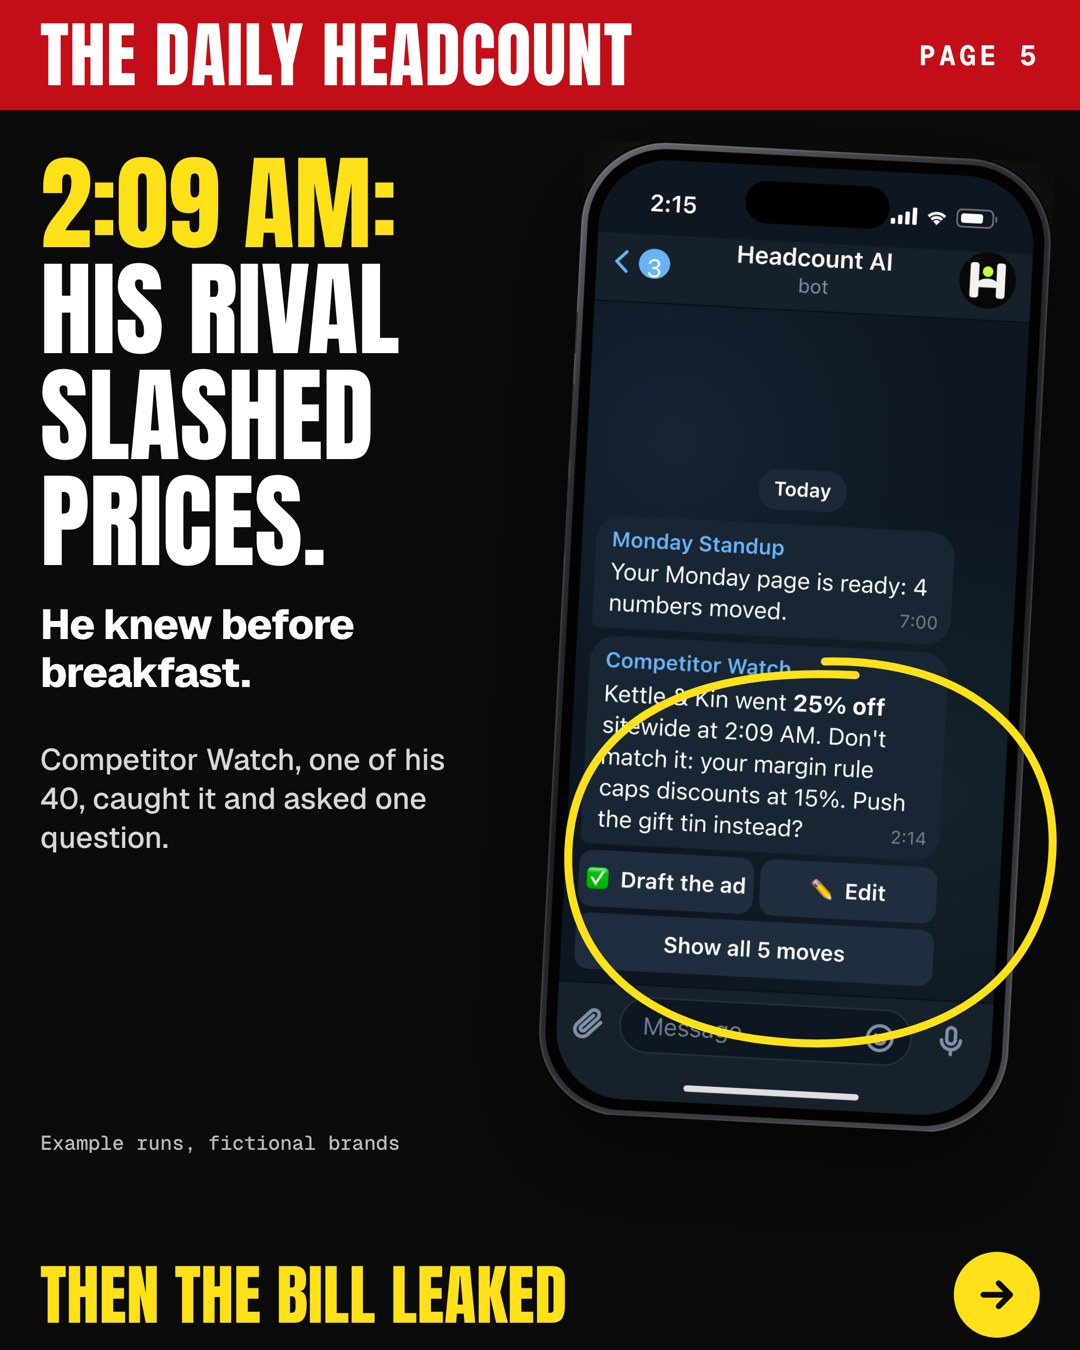 THE DAILY HEADCOUNT
PAGE 5
2:09 AM:
HIS RIVAL
SLASHED
PRICES.
He knew before
breakfast.
Competitor Watch, one of his
40, caught it and asked one
question.
Example runs, fictional brands
2:15
3
Headcount AI
bot
H
Today
Monday Standup
Your Monday page is ready: 4
numbers moved.
7:00
Competitor Watch
Kettle & Kin went 25% off
sitewide at 2:09 AM. Don't
match it: your margin rule
caps discounts at 15%. Push
the gift tin instead?
2:14
✅ Draft the ad
✏️ Edit
Show all 5 moves
Message
THEN THE BILL LEAKED